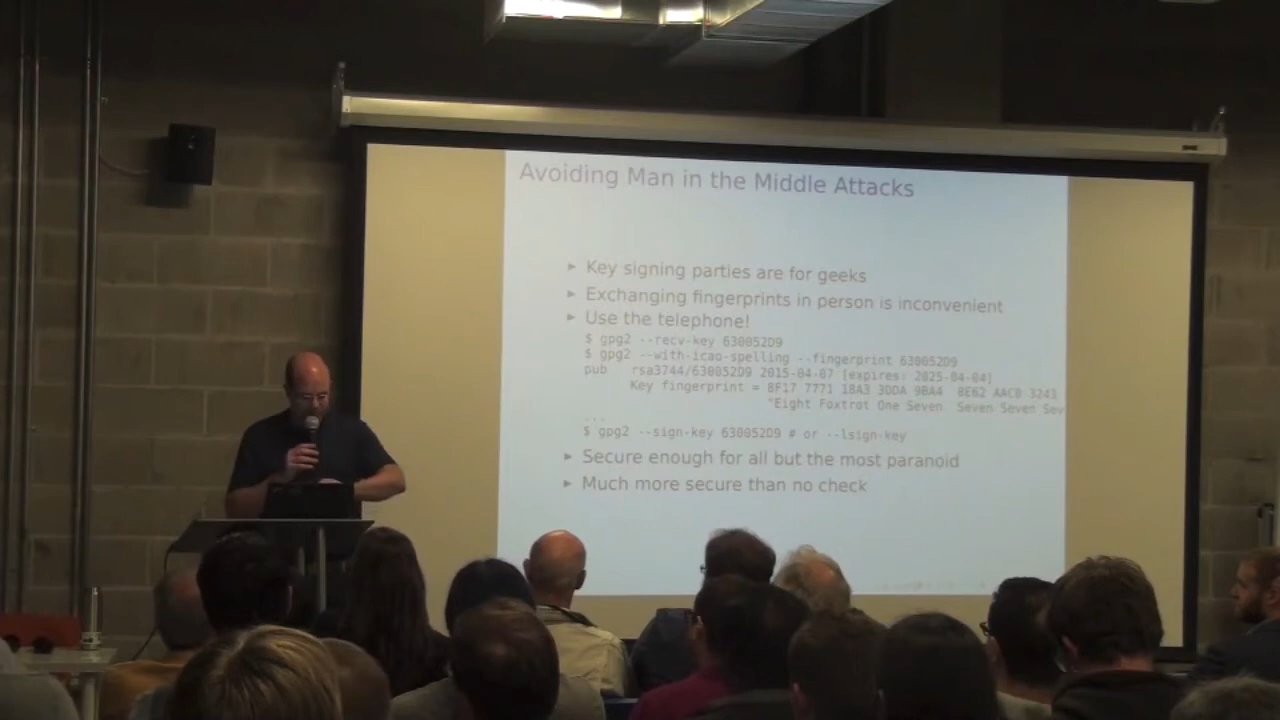 Avoiding Man in the Middle Attacks
▸ Key signing parties are for geeks
▸ Exchanging fingerprints in person is inconvenient
▸ Use the telephone!
$ gpg2 --recv-key 630052D9
$ gpg2 --with-icao-spelling --fingerprint 630052D9
pub rsa3744/630052D9 2015-04-07 [expires: 2025-04-04]
Key fingerprint = 8F17 7771 18A3 3DDA 9BA4 8E62 AAC0 3243
"Eight Foxtrot One Seven Seven Seven Sev
...
$ gpg2 --sign-key 630052D9 # or --lsign-key
▸ Secure enough for all but the most paranoid
▸ Much more secure than no check